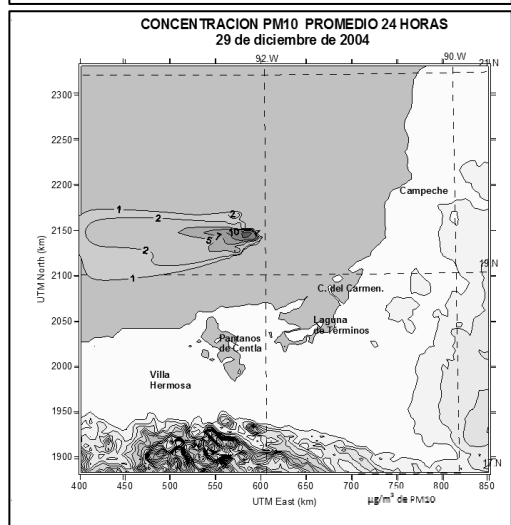 CONCENTRACION PM10 PROMEDIO 24 HORAS
29 de diciembre de 2004
92.W
90.W
21 N
2300
2250
2200
Campeche
1
2
2
2150
10
7
5
2
UTM North (km)
2100
19 N
1
C. del Carmen.
2050
Laguna
de Términos
Pantanos
de Centla
2000
Villa
Hermosa
1950
1900
17 N
400 450 500 550 600 650 700 750 800 850
UTM East (km)
µg/m³ de PM10